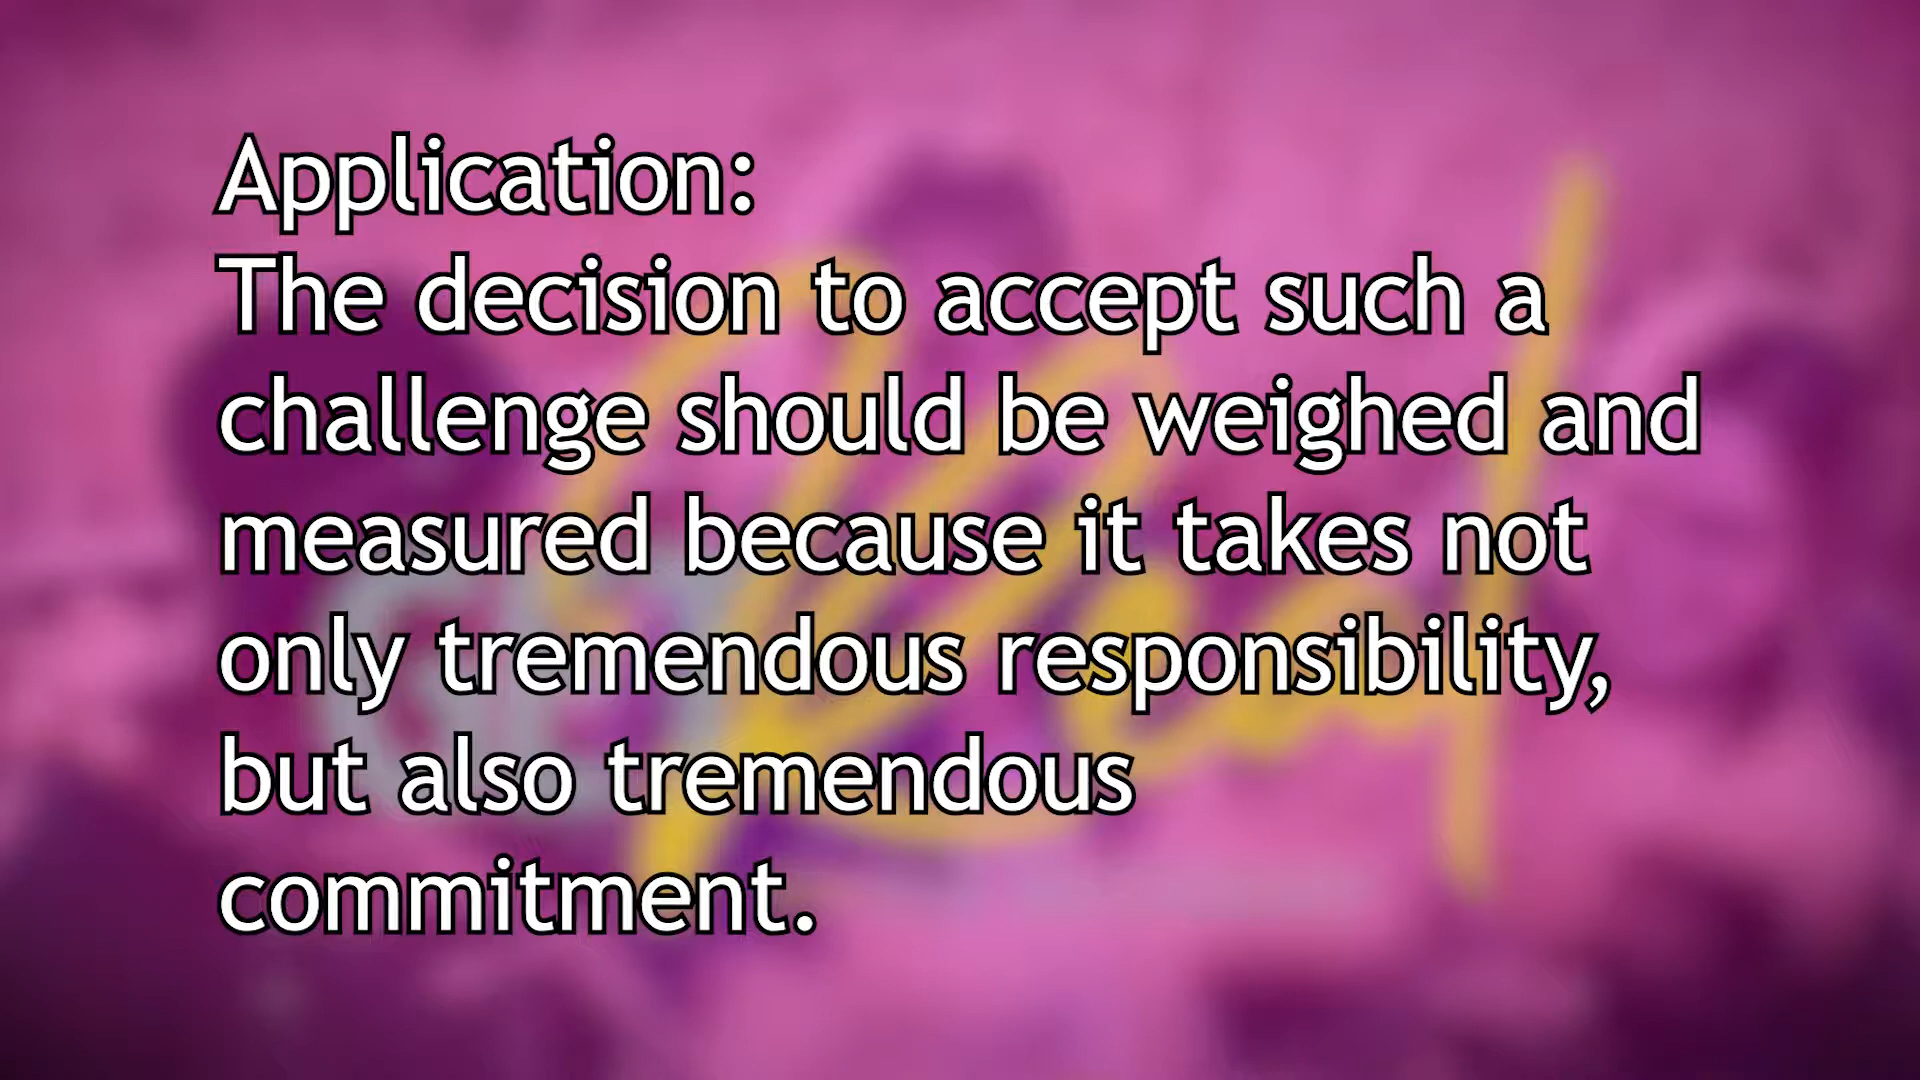 Application:
The decision to accept such a
challenge should be weighed and
measured because it takes not
only tremendous responsibility,
but also tremendous
commitment.